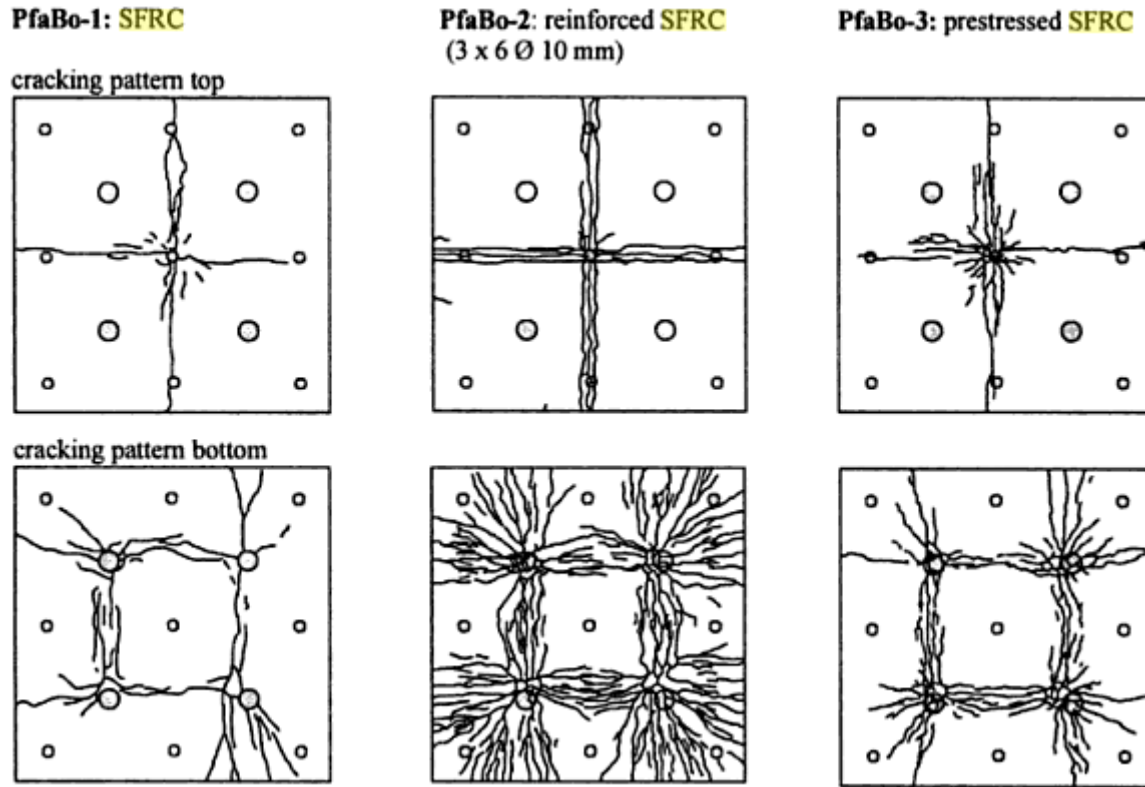 PfaBo-1: SFRC
PfaBo-2: reinforced SFRC
(3 x 6 Ø 10 mm)
PfaBo-3: prestressed SFRC
cracking pattern top
cracking pattern bottom